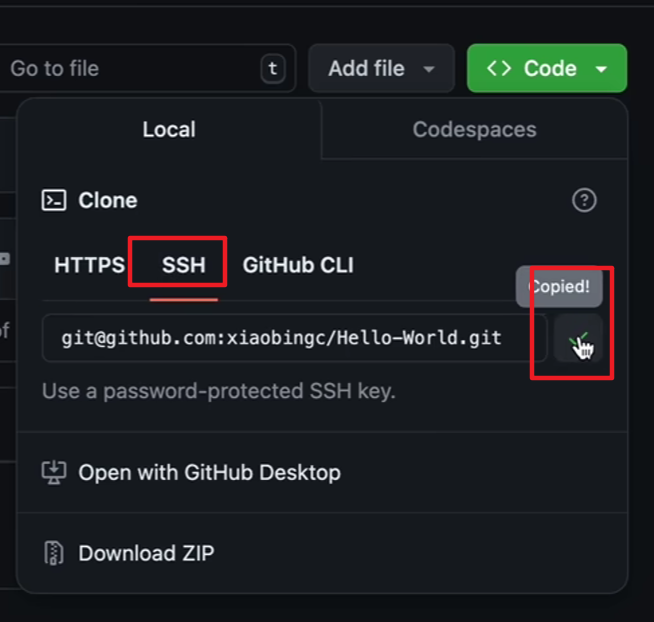 Go to file t Add file <> Code
Local Codespaces
Clone ?
HTTPS SSH GitHub CLI
Copied!
git@github.com:xiaobingc/Hello-World.git
of
Use a password-protected SSH key.
Open with GitHub Desktop
Download ZIP